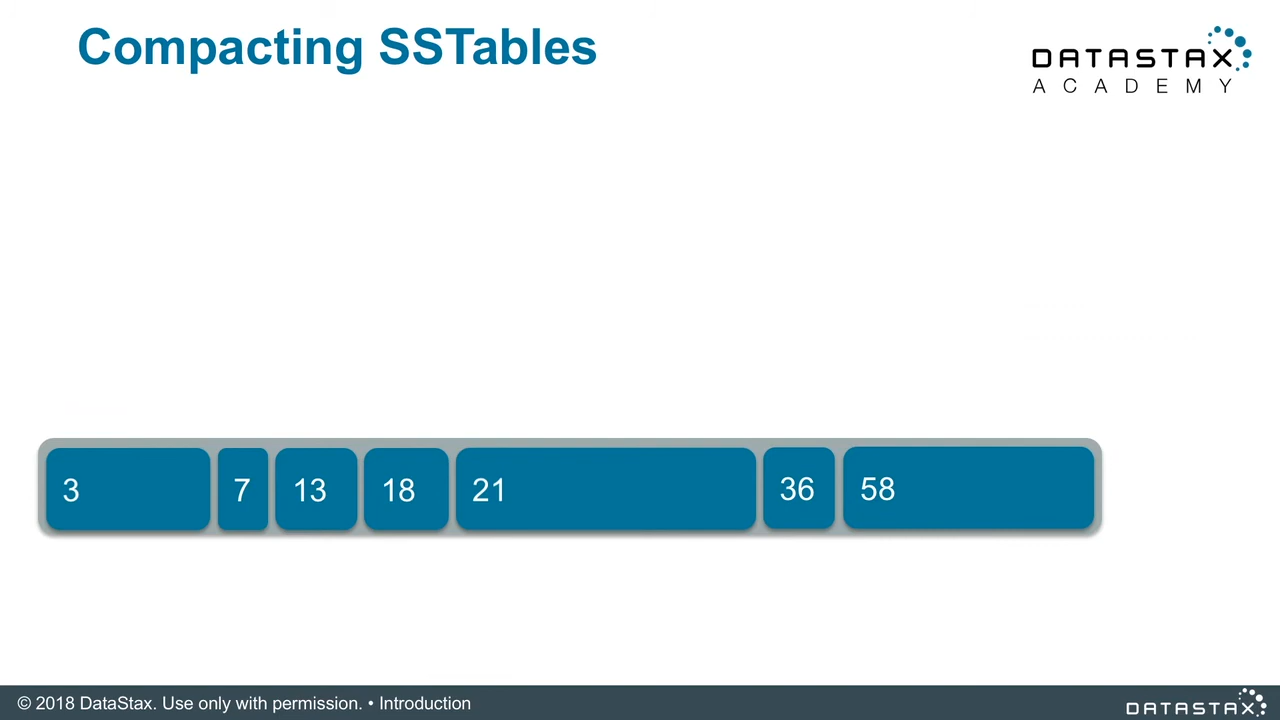 Compacting SSTables
DATASTAX
ACADEMY
3 7 13 18 21 36 58
© 2018 DataStax. Use only with permission. • Introduction
DATASTAX